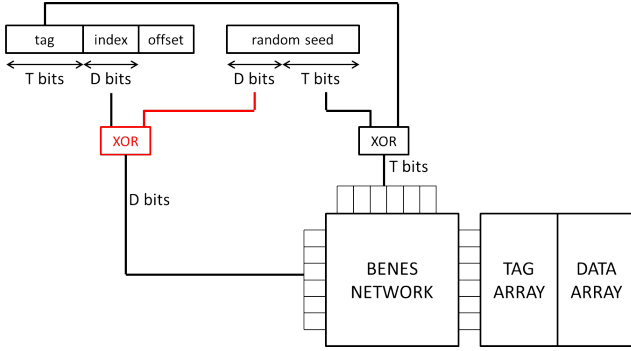 tag index offset random seed
T bits D bits D bits T bits
XOR XOR
T bits
D bits
BENES
NETWORK
TAG
ARRAY
DATA
ARRAY